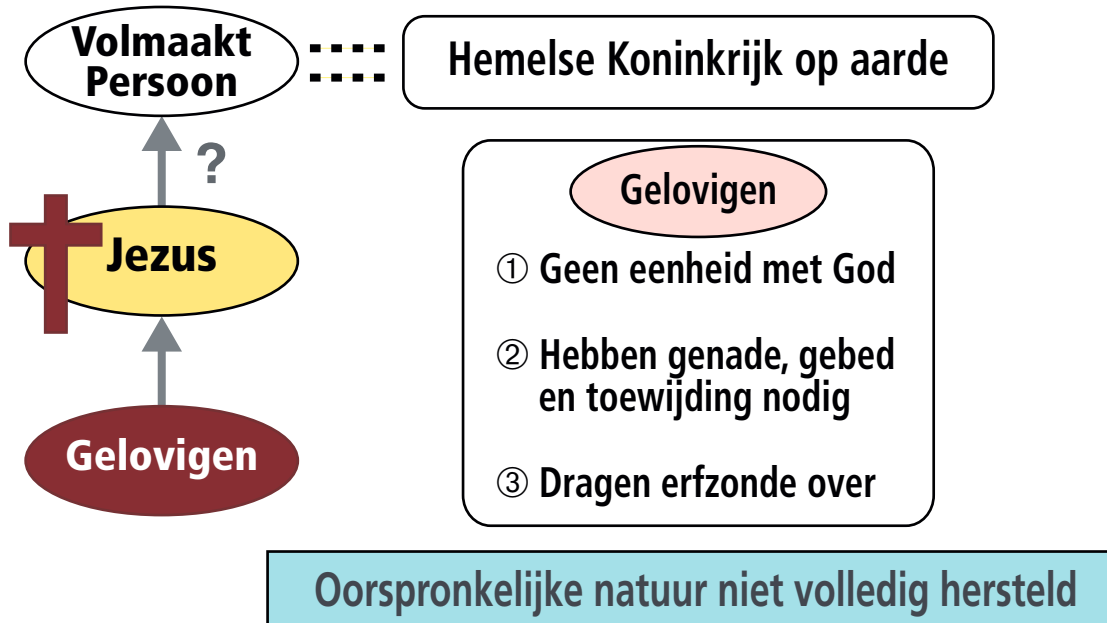 Volmaakt
Persoon
Hemelse Koninkrijk op aarde
?
Jezus
Gelovigen
Gelovigen
① Geen eenheid met God
② Hebben genade, gebed
en toewijding nodig
③ Dragen erfzonde over
Oorspronkelijke natuur niet volledig hersteld